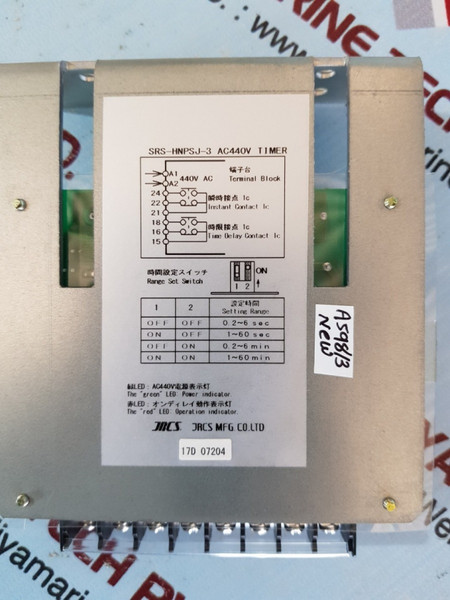 SRS-HNPSJ-3 AC440V TIMER
A1
A2
440V AC
端子台
Terminal Block
24
22
21
瞬時接点 1c
Instant Contact 1c
18
16
15
時限接点 1c
Time Delay Contact 1c
時間設定スイッチ
Range Set Switch
ON
1 2
1 2 設定時間
Setting Range
OFF OFF 0.2~6 sec
ON OFF 1~60 sec
OFF ON 0.2~6 min
ON ON 1~60 min
緑LED: AC440V電源表示灯
The "green" LED: Power indicator.
赤LED: オンディレイ動作表示灯
The "red" LED: Operation indicator.
JRCS JRCS MFG CO.LTD
17D 07204
A598/3
NEW